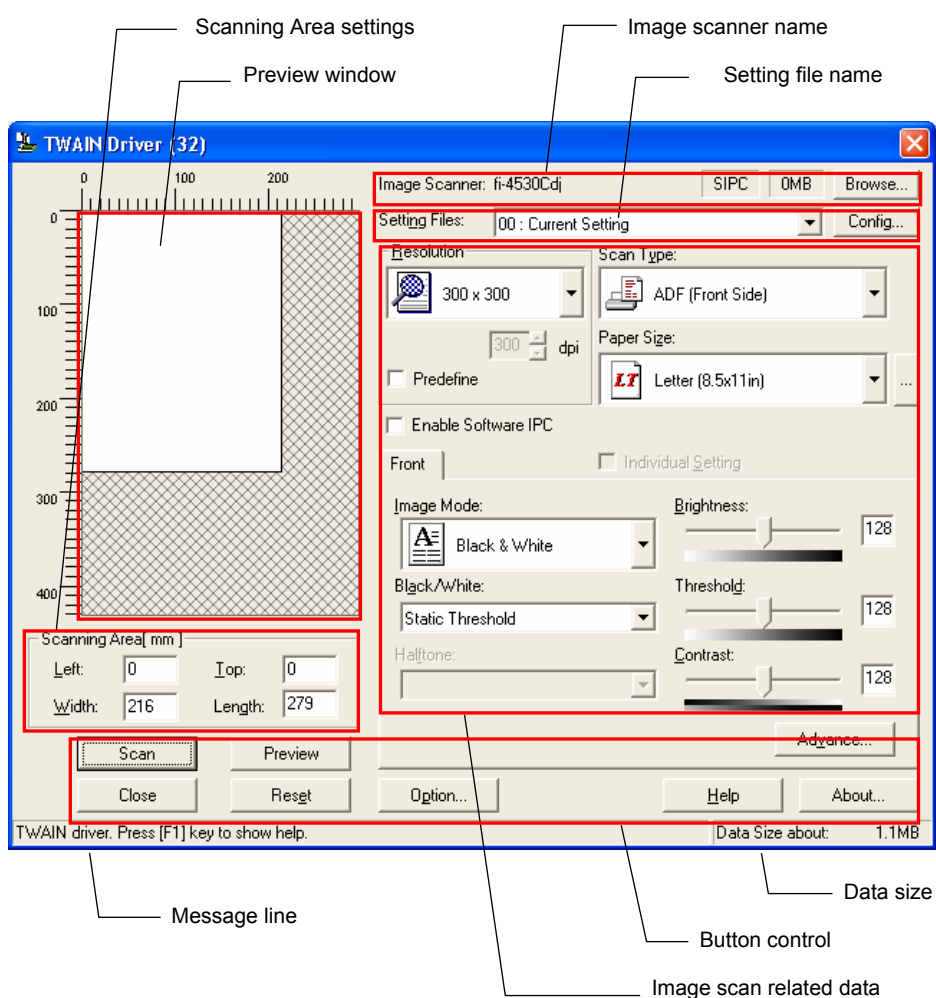 Scanning Area settings
Image scanner name
Preview window
Setting file name
TWAIN Driver (32)
0 100 200
Image Scanner: fi-4530Cdj SIPC 0MB Browse...
0
Setting Files: 00 : Current Setting Config...
Resolution
Scan Type:
300 x 300
ADF (Front Side)
100
300 dpi
Paper Size:
Predefine
Letter (8.5x11in) ...
LT
200
Enable Software IPC
Front
Individual Setting
300
Image Mode:
Brightness:
Black & White
128
400
Black/White:
Threshold:
Static Threshold
128
Scanning Area[ mm ]
Left: 0 Top: 0
Halftone:
Contrast:
128
Width: 216 Length: 279
Advance...
Scan Preview
Close Reset Option... Help About...
TWAIN driver. Press [F1] key to show help. Data Size about: 1.1MB
Data size
Message line
Button control
Image scan related data